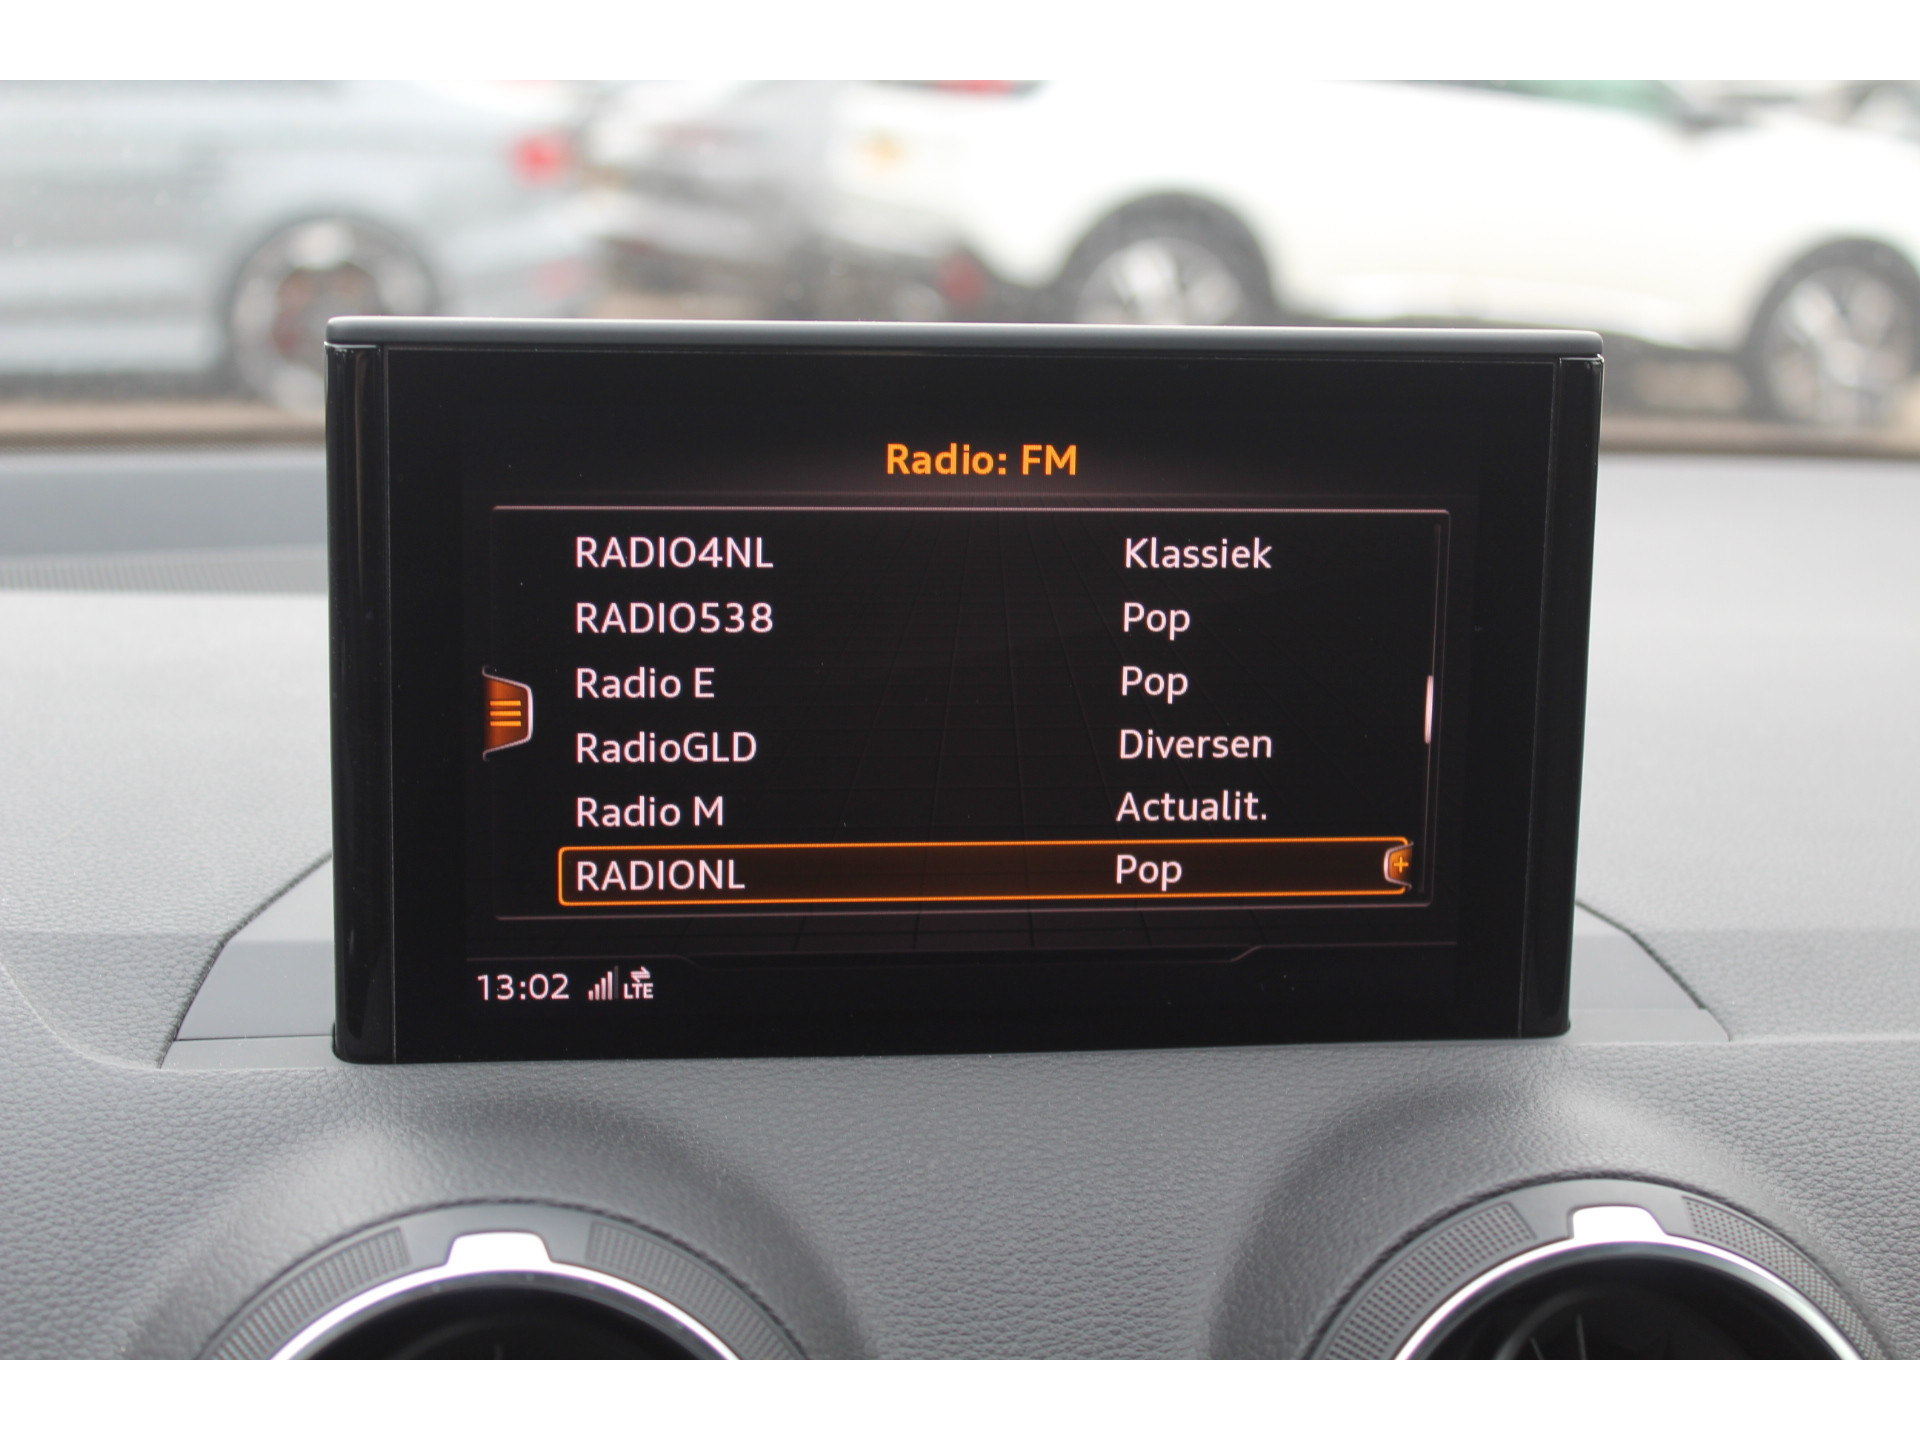 Radio: FM
RADIO4NL Klassiek
RADIO538 Pop
Radio E Pop
RadioGLD Diversen
Radio M Actualit.
RADIONL Pop
13:02 LTE